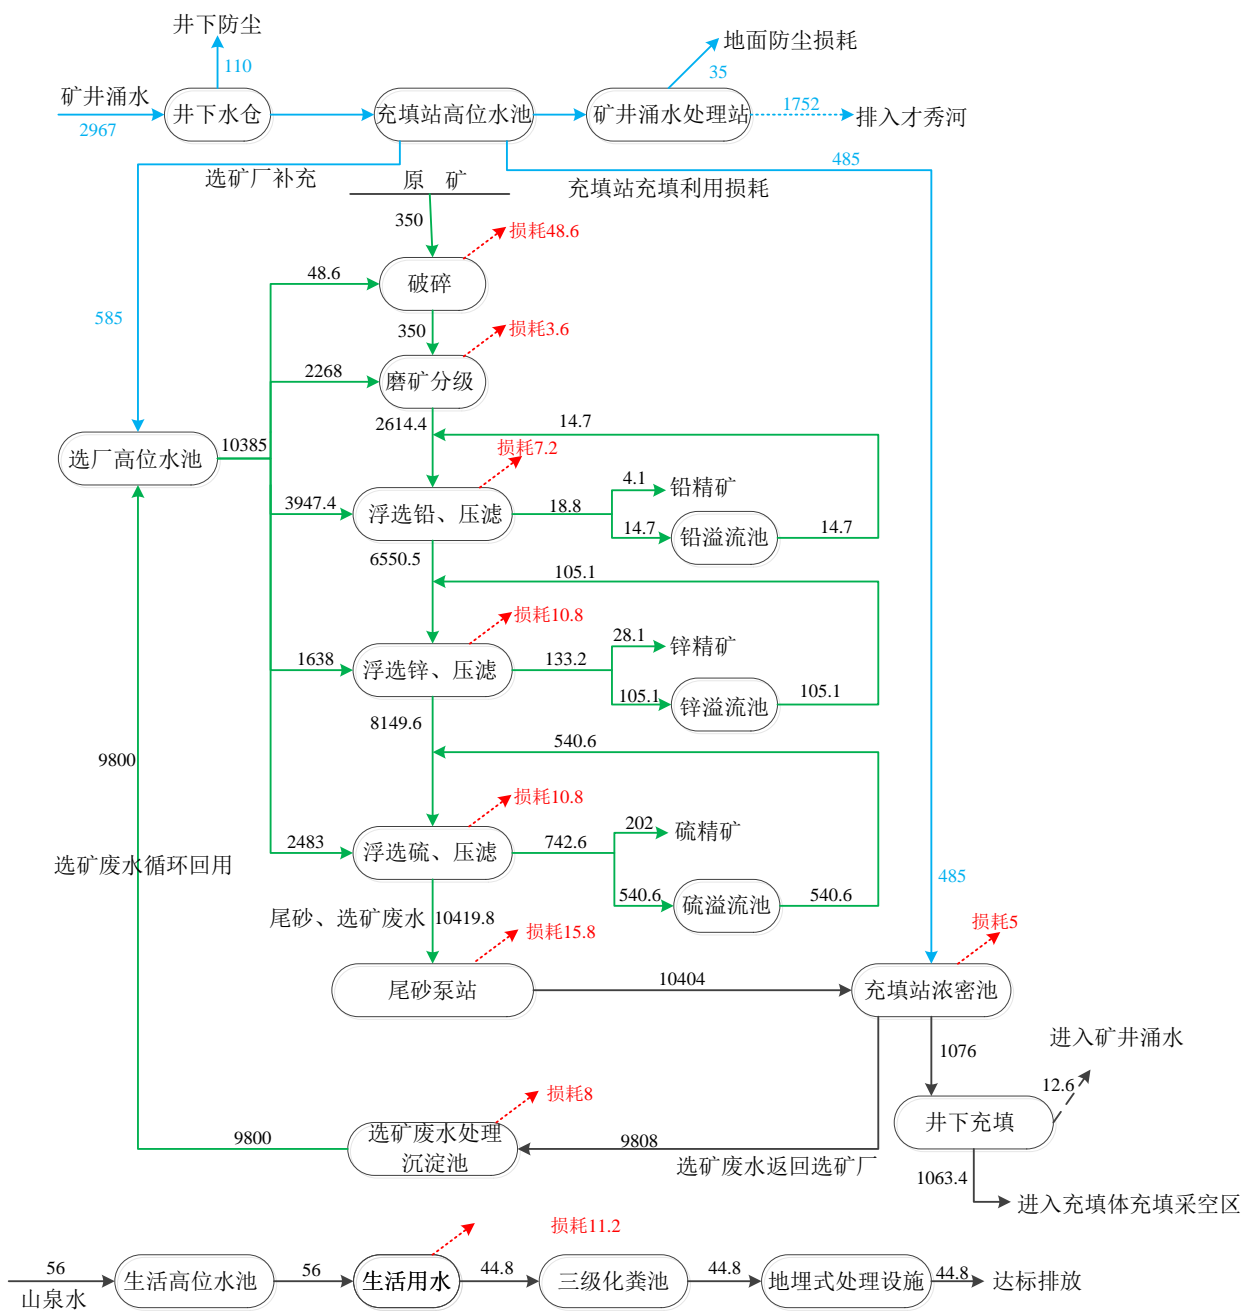 井下防尘
110
地面防尘损耗
35
矿井涌水
2967
井下水仓
充填站高位水池
矿井涌水处理站
1752
排入才秀河
485
选矿厂补充
原 矿
充填站充填利用损耗
350
损耗48.6
48.6
破碎
585
350
损耗3.6
2268
磨矿分级
2614.4
14.7
10385
损耗7.2
选厂高位水池
4.1
铅精矿
3947.4
浮选铅、压滤
18.8
14.7
铅溢流池
14.7
6550.5
105.1
损耗10.8
28.1
锌精矿
1638
浮选锌、压滤
133.2
105.1
锌溢流池
105.1
8149.6
540.6
9800
损耗10.8
202
硫精矿
2483
浮选硫、压滤
742.6
选矿废水循环回用
540.6
硫溢流池
540.6
485
尾砂、选矿废水
10419.8
损耗15.8
损耗5
尾砂泵站
10404
充填站浓密池
1076
进入矿井涌水
12.6
损耗8
井下充填
9800
选矿废水处理
沉淀池
9808
选矿废水返回选矿厂
1063.4
进入充填体充填采空区
损耗11.2
56
山泉水
生活高位水池
56
生活用水
44.8
三级化粪池
44.8
地埋式处理设施
44.8
达标排放